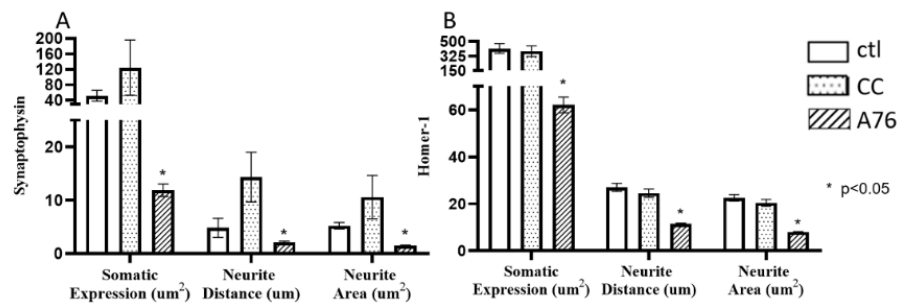 A
200
160
120
80
40
20
10
0
Synaptophysin
*
*
*
Somatic
Expression (um²)
Neurite
Distance (um)
Neurite
Area (um²)
B
500
325
150
60
40
20
0
Homer-1
*
*
*
Somatic
Expression (um²)
Neurite
Distance (um)
Neurite
Area (um²)
ctl
CC
A76
* p<0.05